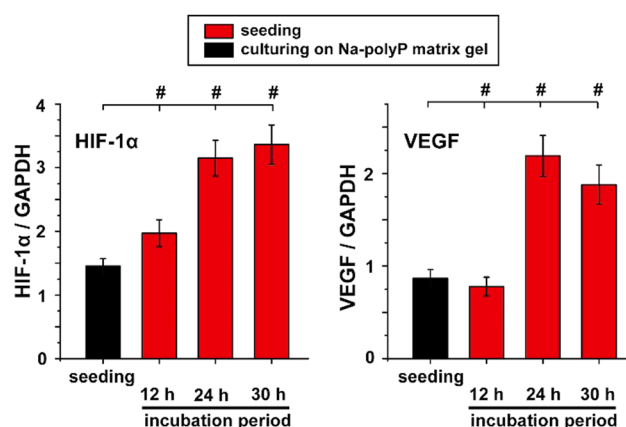 seeding
culturing on Na-polyP matrix gel
# # #
HIF-1α
HIF-1α / GAPDH
4
3
2
1
0
seeding
12 h 24 h 30 h
incubation period
# # #
VEGF
VEGF / GAPDH
2
1
0
seeding
12 h 24 h 30 h
incubation period